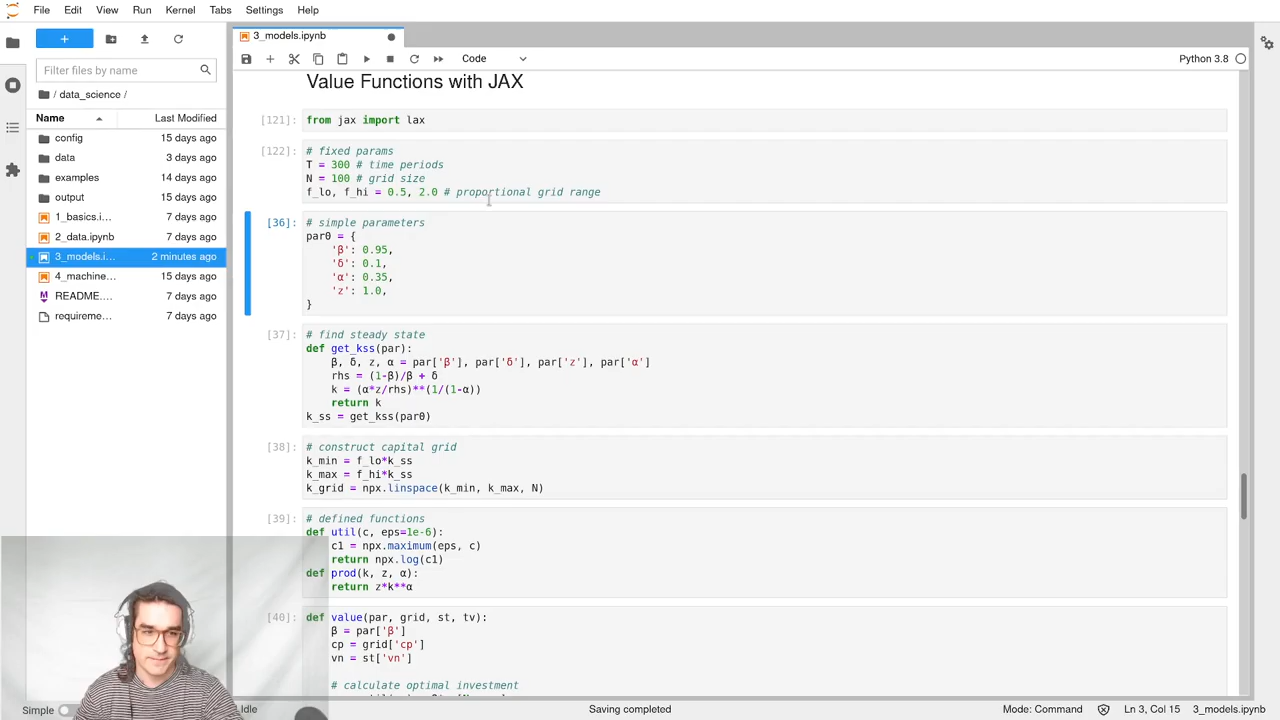 File Edit View Run Kernel Tabs Settings Help
3_models.ipynb
+
Filter files by name
/ data_science /
Code
Python 3.8
Name Last Modified
config 15 days ago
data 3 days ago
examples 14 days ago
output 15 days ago
1_basics.i… 7 days ago
2_data.ipynb 7 days ago
3_models.i… 2 minutes ago
4_machine… 15 days ago
README.… 7 days ago
requireme… 7 days ago
Value Functions with JAX
[121]: from jax import lax
[122]: # fixed params
T = 300 # time periods
N = 100 # grid size
f_lo, f_hi = 0.5, 2.0 # proportional grid range
[36]: # simple parameters
par0 = {
'β': 0.95,
'δ': 0.1,
'α': 0.35,
'z': 1.0,
}
[37]: # find steady state
def get_kss(par):
β, δ, z, α = par['β'], par['δ'], par['z'], par['α']
rhs = (1-β)/β + δ
k = (α*z/rhs)**(1/(1-α))
return k
k_ss = get_kss(par0)
[38]: # construct capital grid
k_min = f_lo*k_ss
k_max = f_hi*k_ss
k_grid = npx.linspace(k_min, k_max, N)
[39]: # defined functions
def util(c, eps=1e-6):
c1 = npx.maximum(eps, c)
return npx.log(c1)
def prod(k, z, α):
return z*k**α
[40]: def value(par, grid, st, tv):
β = par['β']
cp = grid['cp']
vn = st['vn']
# calculate optimal investment
Simple Idle Saving completed Mode: Command Ln 3, Col 15 3_models.ipynb